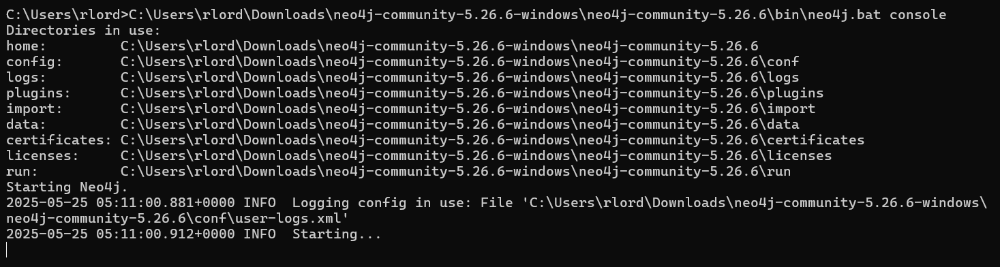 C:\Users\rlord>C:\Users\rlord\Downloads\neo4j-community-5.26.6-windows\neo4j-community-5.26.6\bin\neo4j.bat console
Directories in use:
home:         C:\Users\rlord\Downloads\neo4j-community-5.26.6-windows\neo4j-community-5.26.6
config:       C:\Users\rlord\Downloads\neo4j-community-5.26.6-windows\neo4j-community-5.26.6\conf
logs:         C:\Users\rlord\Downloads\neo4j-community-5.26.6-windows\neo4j-community-5.26.6\logs
plugins:      C:\Users\rlord\Downloads\neo4j-community-5.26.6-windows\neo4j-community-5.26.6\plugins
import:       C:\Users\rlord\Downloads\neo4j-community-5.26.6-windows\neo4j-community-5.26.6\import
data:         C:\Users\rlord\Downloads\neo4j-community-5.26.6-windows\neo4j-community-5.26.6\data
certificates: C:\Users\rlord\Downloads\neo4j-community-5.26.6-windows\neo4j-community-5.26.6\certificates
licenses:     C:\Users\rlord\Downloads\neo4j-community-5.26.6-windows\neo4j-community-5.26.6\licenses
run:          C:\Users\rlord\Downloads\neo4j-community-5.26.6-windows\neo4j-community-5.26.6\run
Starting Neo4j.
2025-05-25 05:11:00.881+0000 INFO  Logging config in use: File 'C:\Users\rlord\Downloads\neo4j-community-5.26.6-windows\
neo4j-community-5.26.6\conf\user-logs.xml'
2025-05-25 05:11:00.912+0000 INFO  Starting...